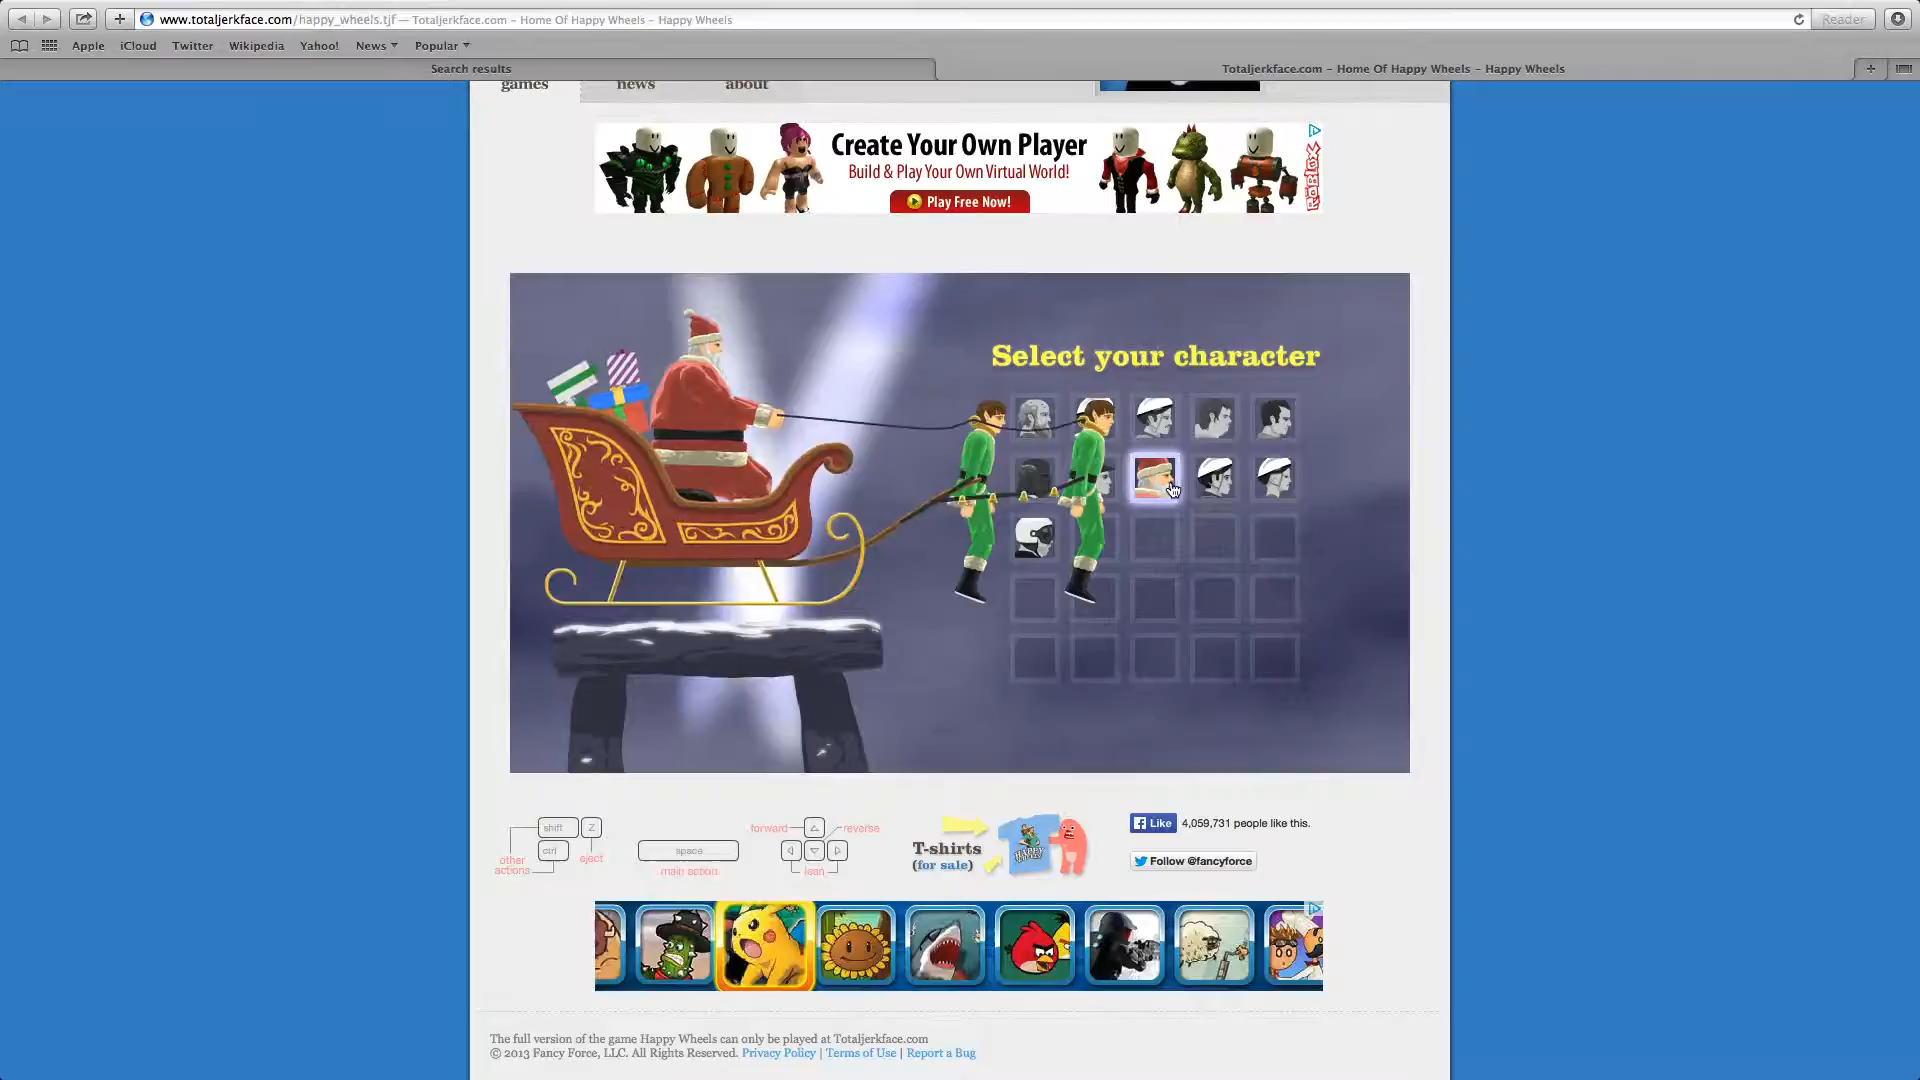 www.totaljerkface.com/happy_wheels.tjf — Totaljerkface.com – Home Of Happy Wheels – Happy Wheels
Reader
Apple iCloud Twitter Wikipedia Yahoo! News Popular
Search results
Totaljerkface.com – Home Of Happy Wheels – Happy Wheels
games news about
Create Your Own Player
Build & Play Your Own Virtual World!
Play Free Now!
ROBLOX
Select your character
shift Z
ctrl
other actions
eject
space
main action
forward reverse
lean
T-shirts
(for sale)
HAPPY WHEELS
Like 4,059,731 people like this.
Follow @fancyforce
The full version of the game Happy Wheels can only be played at Totaljerkface.com
© 2013 Fancy Force, LLC. All Rights Reserved. Privacy Policy | Terms of Use | Report a Bug